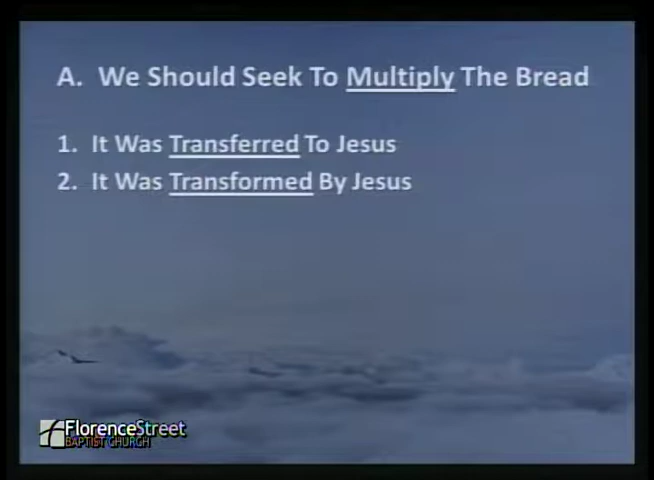 A. We Should Seek To Multiply The Bread
1. It Was Transferred To Jesus
2. It Was Transformed By Jesus
FlorenceStreet
BAPTIST CHURCH